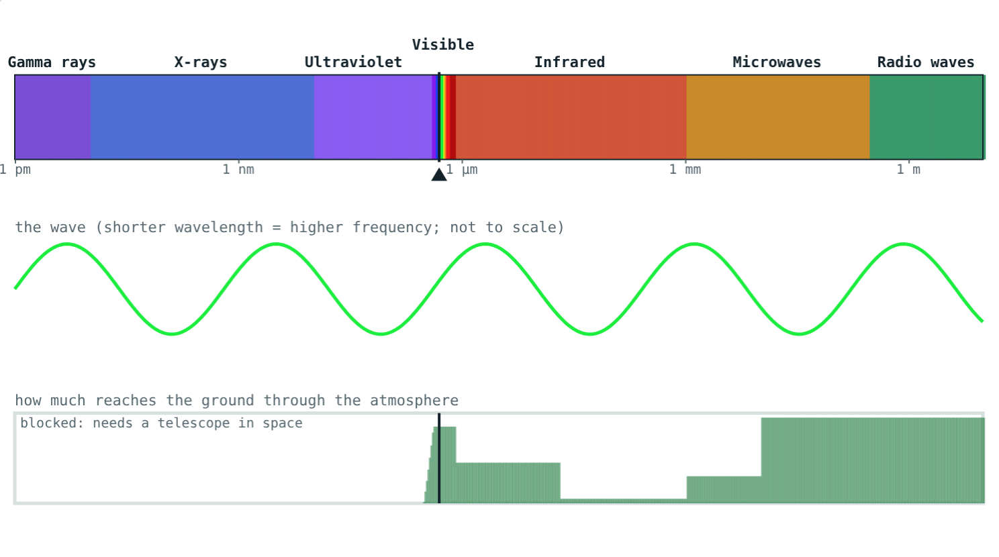 Visible
Gamma rays X-rays Ultraviolet Infrared Microwaves Radio waves
1 pm 1 nm 1 μm 1 mm 1 m
the wave (shorter wavelength = higher frequency; not to scale)
how much reaches the ground through the atmosphere
blocked: needs a telescope in space